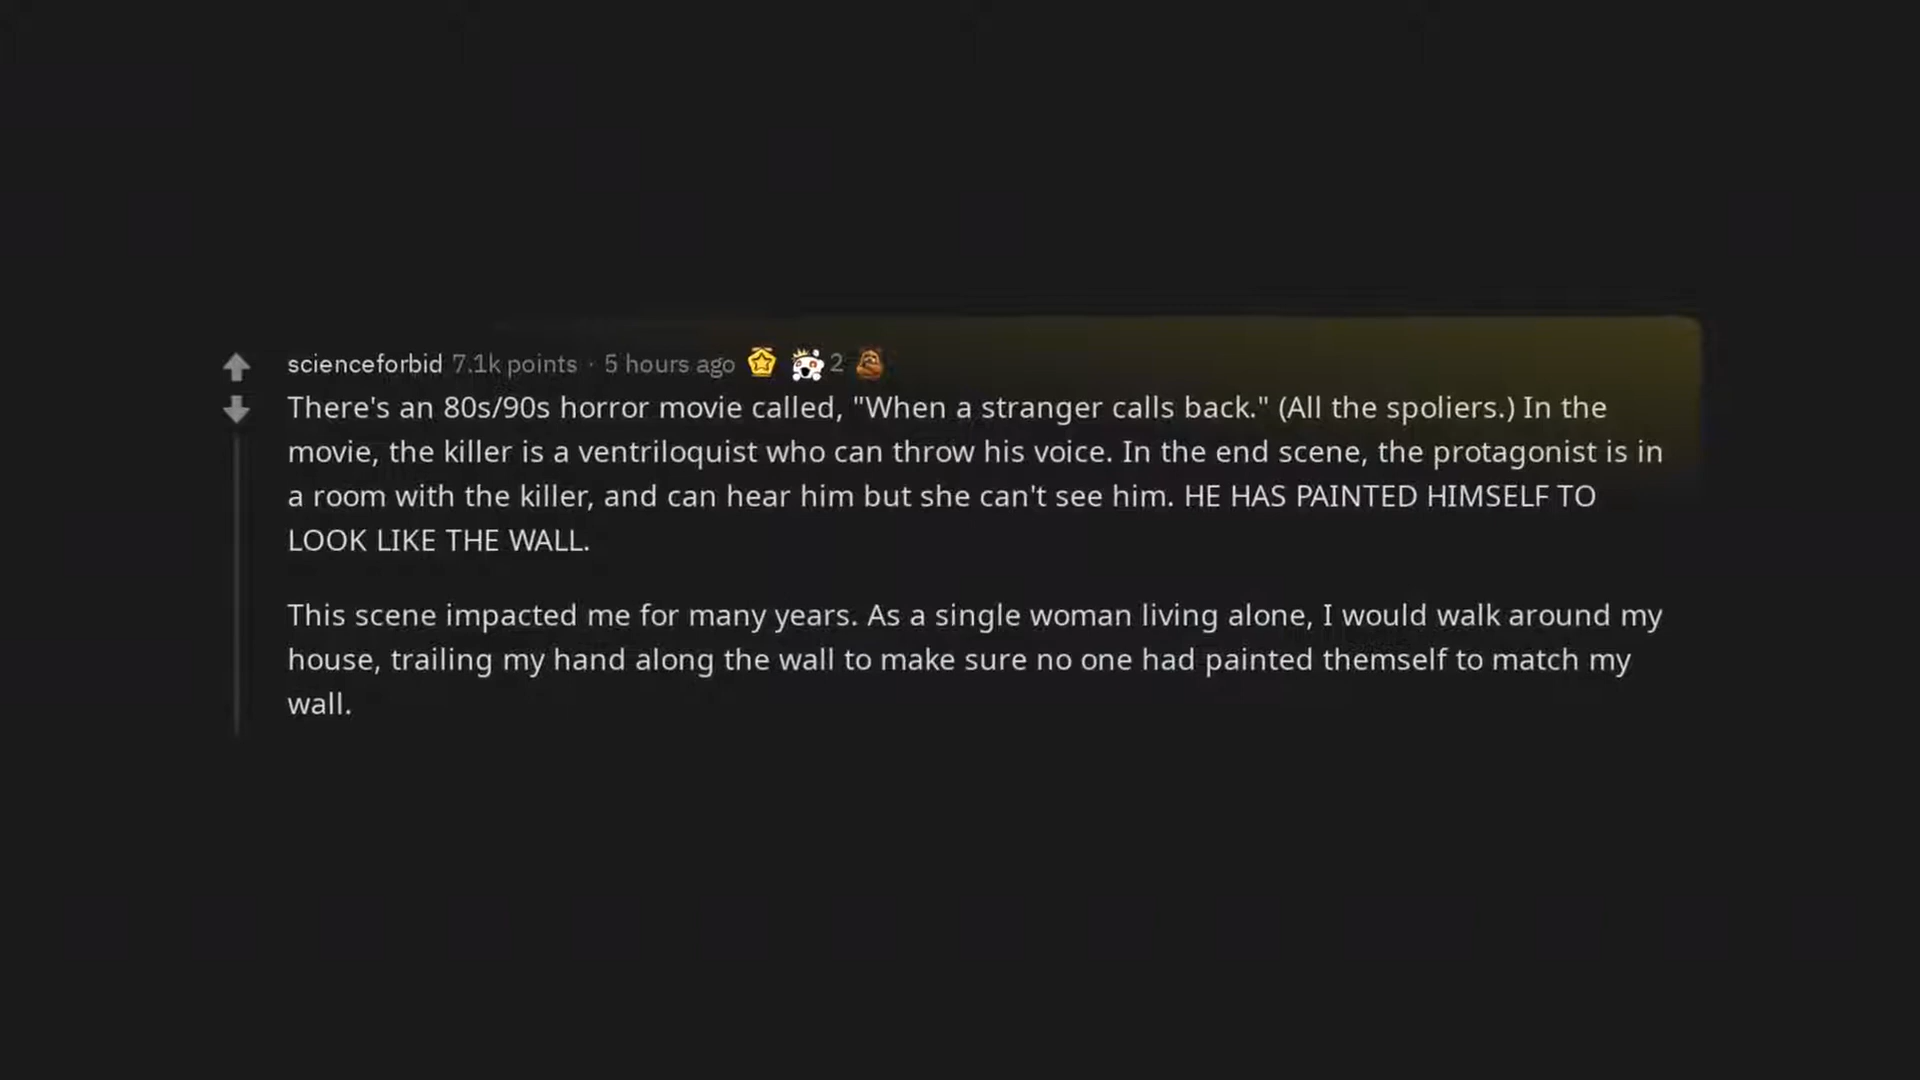 scienceforbid 7.1k points · 5 hours ago 2
There's an 80s/90s horror movie called, "When a stranger calls back." (All the spoliers.) In the
movie, the killer is a ventriloquist who can throw his voice. In the end scene, the protagonist is in
a room with the killer, and can hear him but she can't see him. HE HAS PAINTED HIMSELF TO
LOOK LIKE THE WALL.
This scene impacted me for many years. As a single woman living alone, I would walk around my
house, trailing my hand along the wall to make sure no one had painted themself to match my
wall.